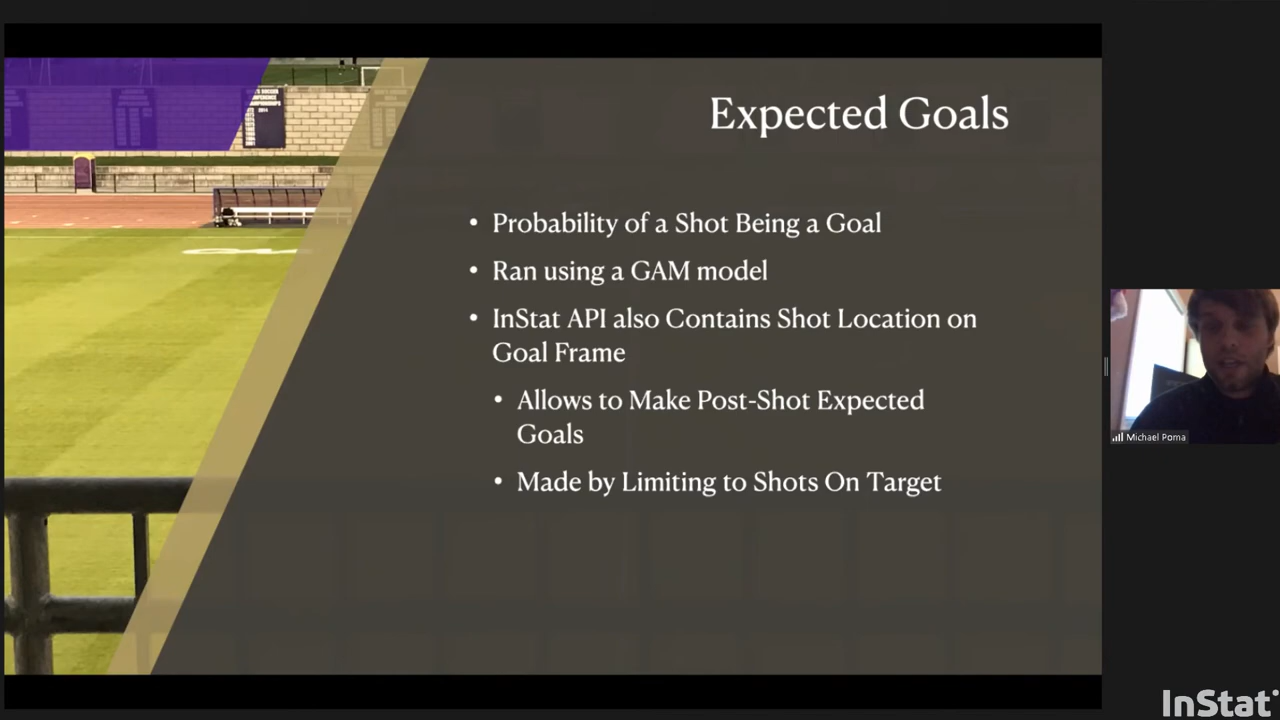 Expected Goals
• Probability of a Shot Being a Goal
• Ran using a GAM model
• InStat API also Contains Shot Location on
Goal Frame
• Allows to Make Post-Shot Expected
Goals
• Made by Limiting to Shots On Target
Michael Poma
InStat